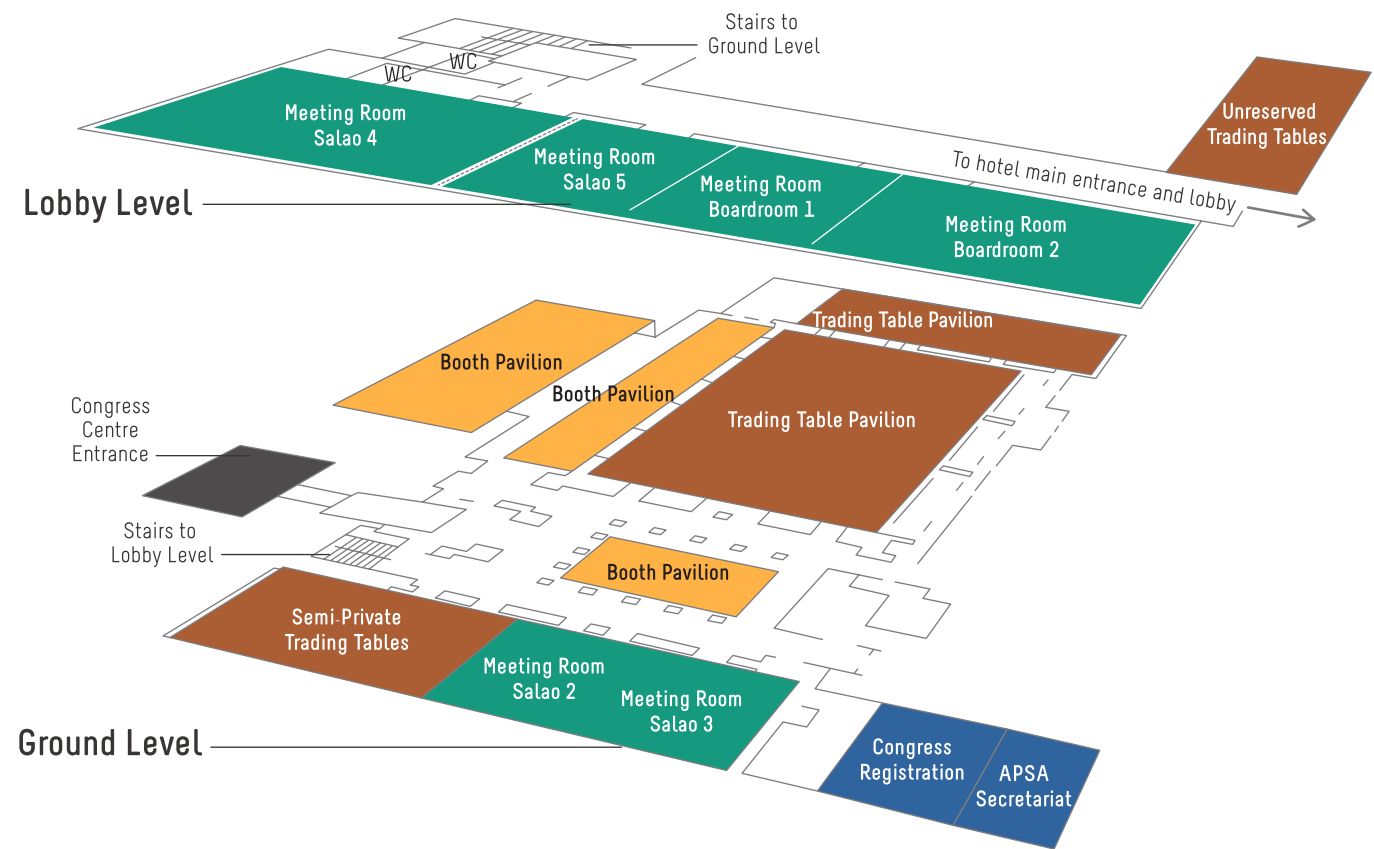 Stairs to
Ground Level
WC
WC
Meeting Room
Salao 4
Meeting Room
Salao 5
Meeting Room
Boardroom 1
Meeting Room
Boardroom 2
Unreserved
Trading Tables
To hotel main entrance and lobby
Lobby Level
Trading Table Pavilion
Booth Pavilion
Booth Pavilion
Trading Table Pavilion
Congress
Centre
Entrance
Stairs to
Lobby Level
Booth Pavilion
Semi-Private
Trading Tables
Meeting Room
Salao 2
Meeting Room
Salao 3
Ground Level
Congress
Registration
APSA
Secretariat